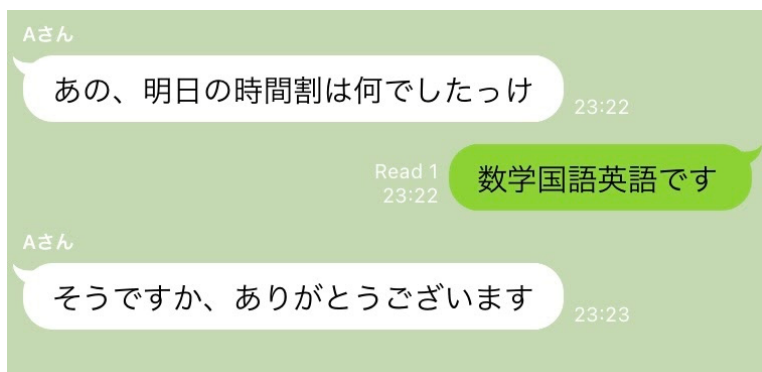 Aさん
あの、明日の時間割は何でしたっけ
23:22
Read 1
23:22
数学国語英語です
Aさん
そうですか、ありがとうございます
23:23